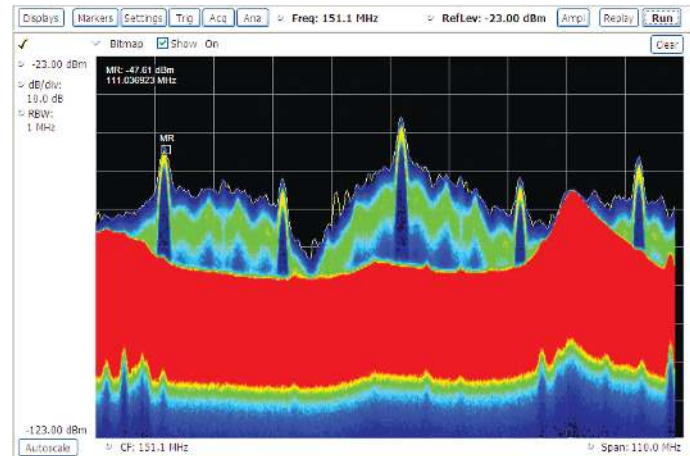 Displays Markers Settings Trig Acq Ana Freq: 151.1 MHz RefLev: -23.00 dBm Ampl Replay Run
Bitmap Show On Clear
-23.00 dBm
dB/div:
10.0 dB
RBW:
1 MHz
MR: -47.61 dBm
111.036923 MHz
MR
-123.00 dBm
Autoscale CF: 151.1 MHz Span: 110.0 MHz